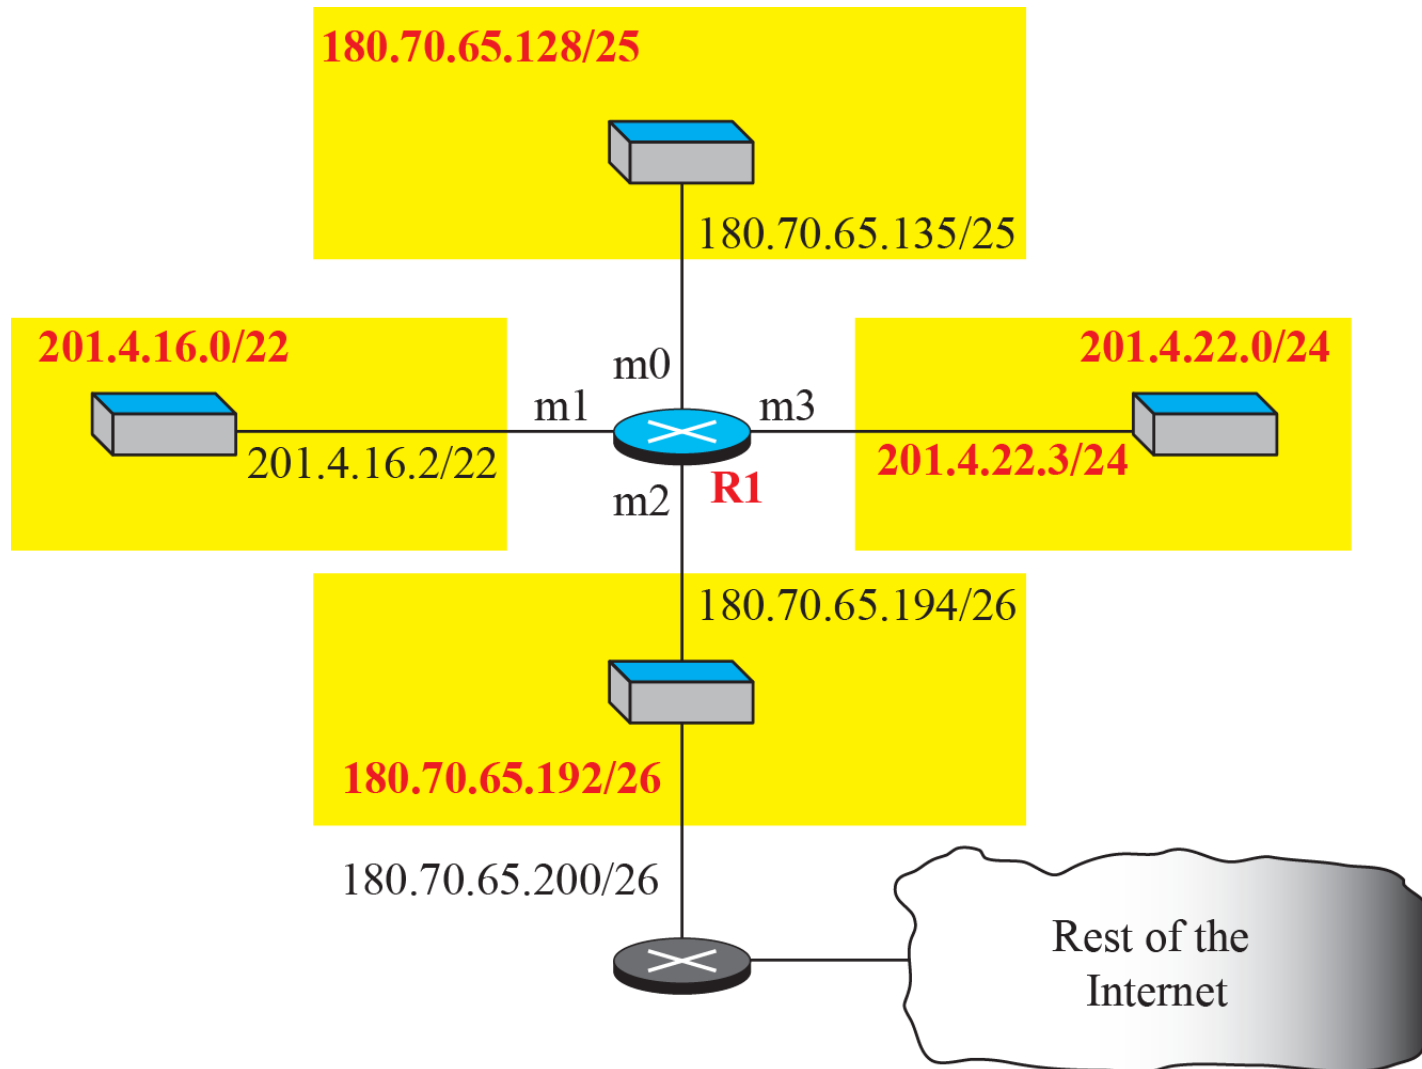 180.70.65.128/25
180.70.65.135/25
201.4.16.0/22
201.4.22.0/24
m0
m1
m3
201.4.16.2/22
201.4.22.3/24
R1
m2
180.70.65.194/26
180.70.65.192/26
180.70.65.200/26
Rest of the
Internet